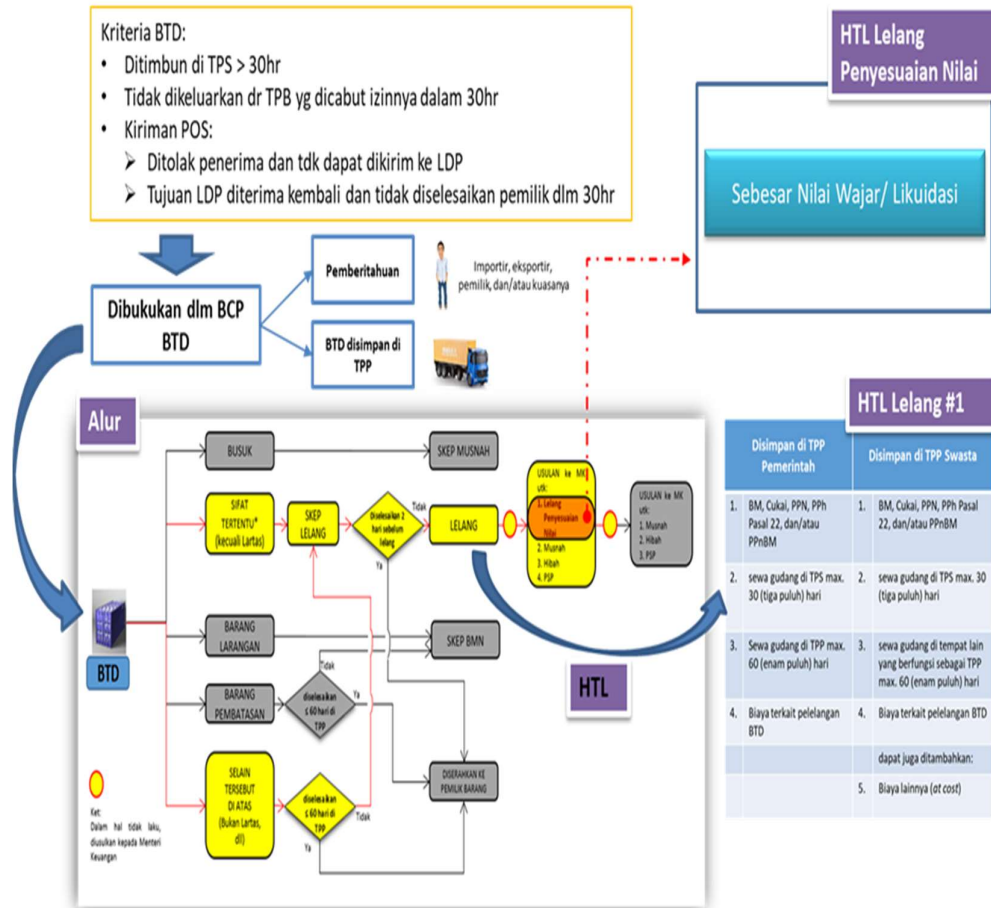 Kriteria BTD:
• Ditimbun di TPS > 30hr
• Tidak dikeluarkan dr TPB yg dicabut izinnya dalam 30hr
• Kiriman POS:
➤ Ditolak penerima dan tdk dapat dikirim ke LDP
➤ Tujuan LDP diterima kembali dan tidak diselesaikan pemilik dlm 30hr
HTL Lelang
Penyesuaian Nilai
Sebesar Nilai Wajar/ Likuidasi
Dibukukan dlm BCP
BTD
Pemberitahuan
Importir, eksportir,
pemilik, dan/atau kuasanya
BTD disimpan di
TPP
Alur
BUSUK
SKEP MUSNAH
SIFAT
TERTENTU*
(kecuali Lartas)
SKEP
LELANG
Diselesaikan 2
hari sebelum
lelang
Tidak
Ya
LELANG
USULAN ke MK
utk:
1. Lelang
Penyesuaian
Nilai
2. Musnah
3. Hibah
4. PSP
USULAN ke MK
utk:
1. Musnah
2. Hibah
3. PSP
BTD
BARANG
LARANGAN
SKEP BMN
BARANG
PEMBATASAN
diselesaikan
≤ 60 hari di
TPP
Tidak
Ya
SELAIN
TERSEBUT
DI ATAS
(Bukan Lartas,
dll)
diselesaikan
≤ 60 hari di
TPP
Tidak
Ya
DISERAHKAN KE
PEMILIK BARANG
Ket:
Dalam hal tidak laku,
diusulkan kepada Menteri
Keuangan
HTL
HTL Lelang #1
Disimpan di TPP
Pemerintah
Disimpan di TPP Swasta
1. BM, Cukai, PPN, PPh
Pasal 22, dan/atau
PPnBM
1. BM, Cukai, PPN, PPh Pasal
22, dan/atau PPnBM
2. sewa gudang di TPS max.
30 (tiga puluh) hari
2. sewa gudang di TPS max. 30
(tiga puluh) hari
3. Sewa gudang di TPP max.
60 (enam puluh) hari
3. sewa gudang di tempat lain
yang berfungsi sebagai TPP
max. 60 (enam puluh) hari
4. Biaya terkait pelelangan
BTD
4. Biaya terkait pelelangan BTD
dapat juga ditambahkan:
5. Biaya lainnya (at cost)